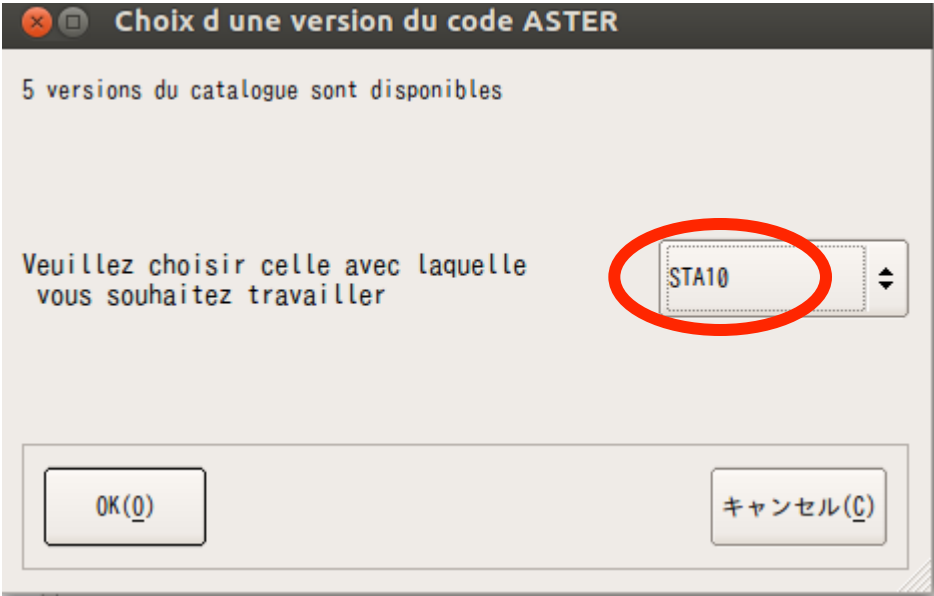 Choix d une version du code ASTER
5 versions du catalogue sont disponibles
Veuillez choisir celle avec laquelle
vous souhaitez travailler
STA10
OK(O)
キャンセル(C)